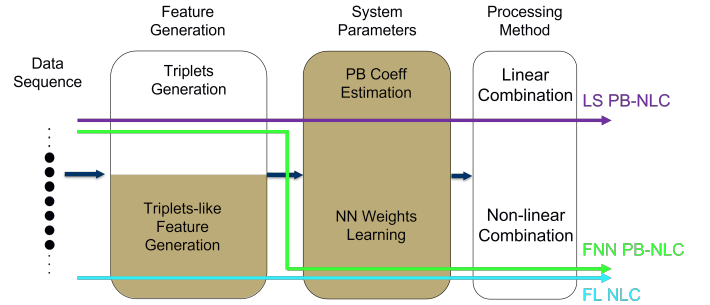 Feature
Generation
System
Parameters
Processing
Method
Data
Sequence
Triplets
Generation
PB Coeff
Estimation
Linear
Combination
LS PB-NLC
Triplets-like
Feature
Generation
NN Weights
Learning
Non-linear
Combination
FNN PB-NLC
FL NLC